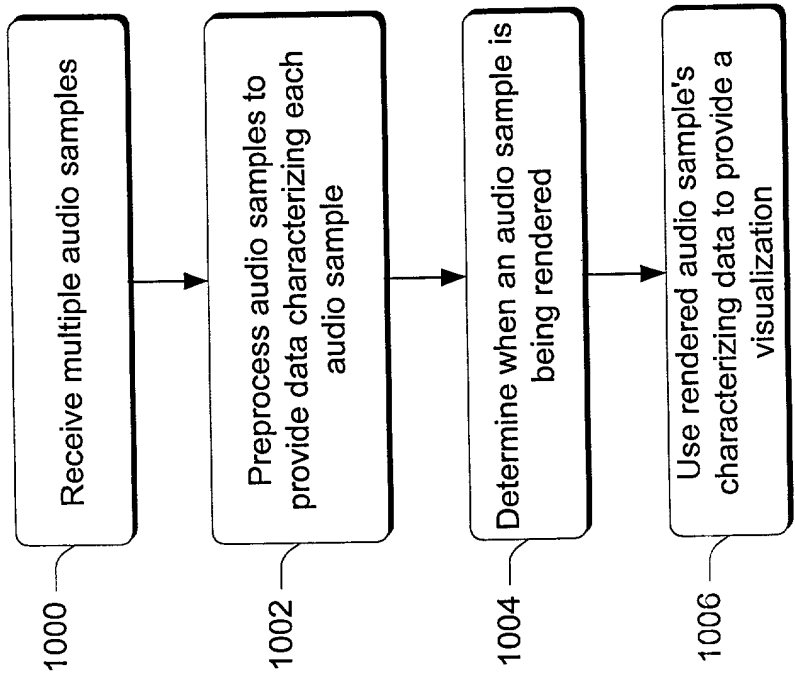 1000
Receive multiple audio samples
1002
Preprocess audio samples to
provide data characterizing each
audio sample
1004
Determine when an audio sample is
being rendered
1006
Use rendered audio sample's
characterizing data to provide a
visualization